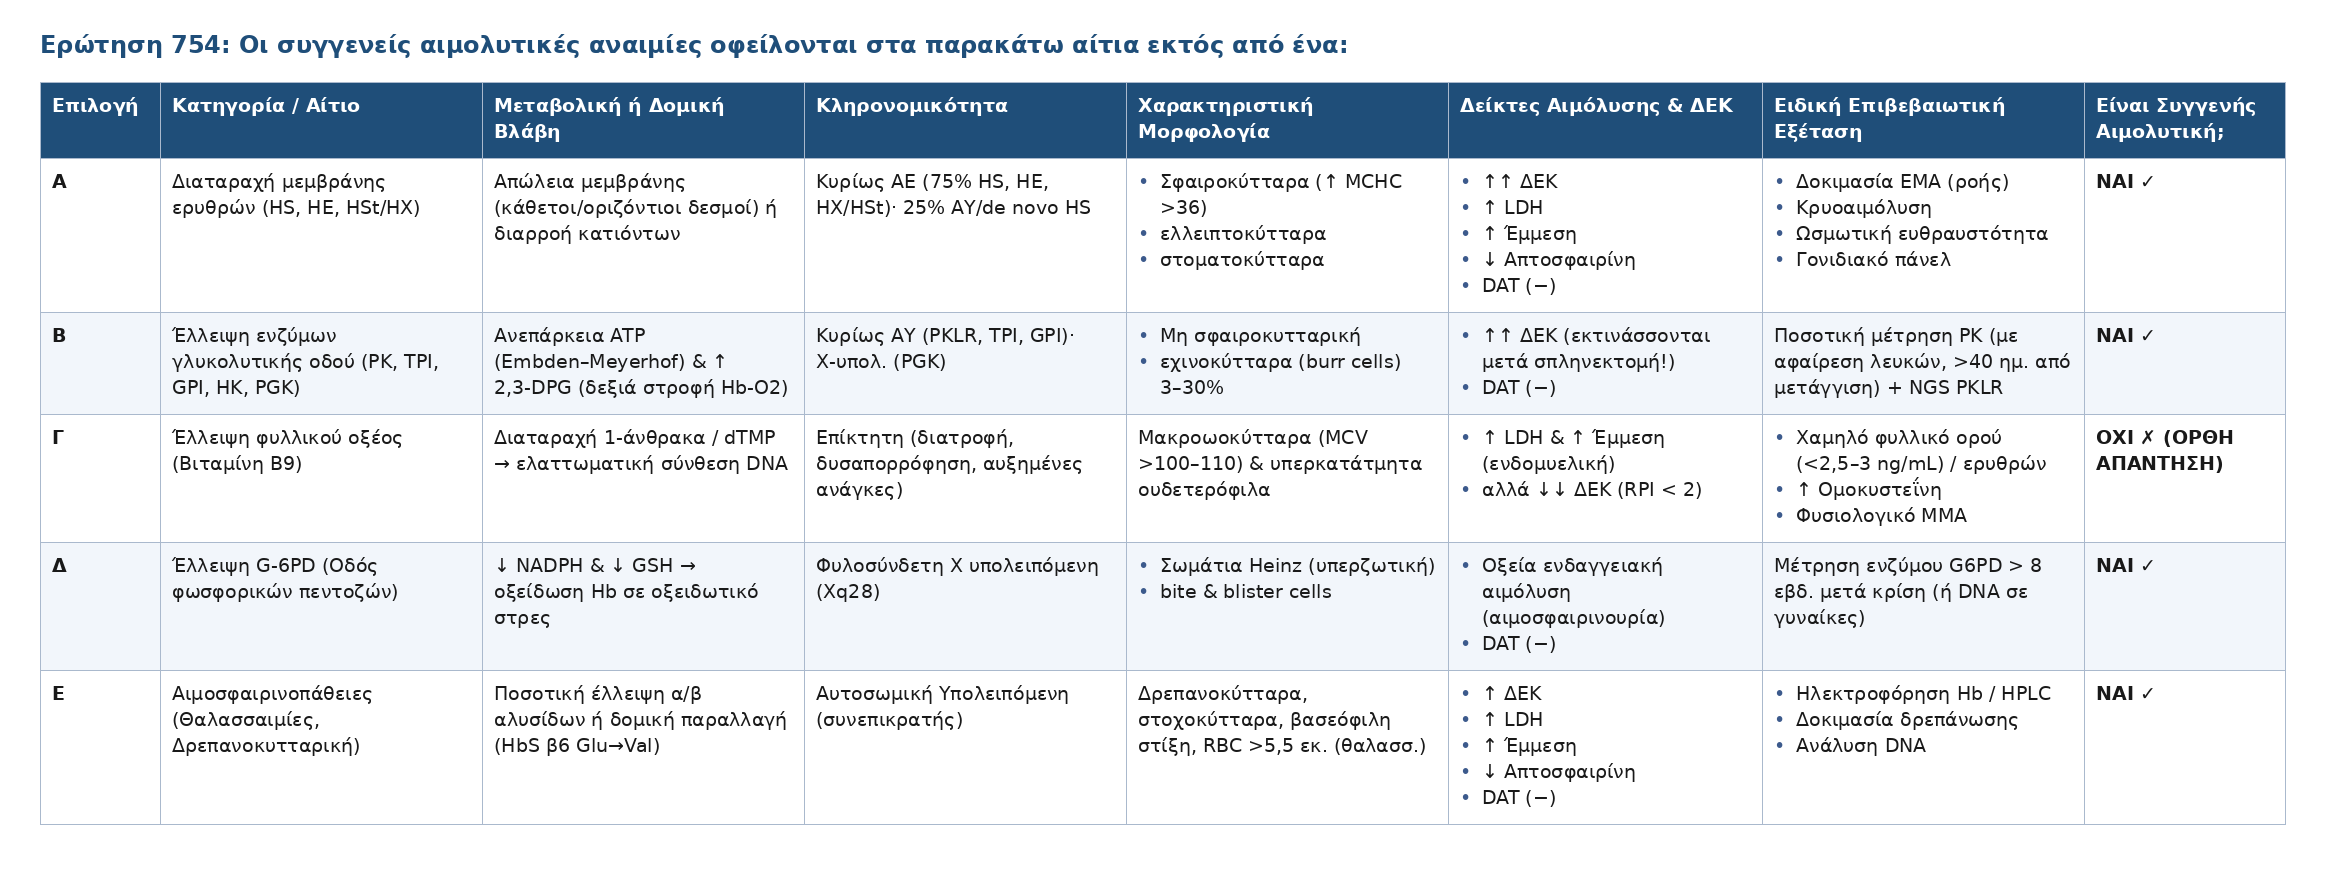 Ερώτηση 754: Οι συγγενείς αιμολυτικές αναιμίες οφείλονται στα παρακάτω αίτια εκτός από ένα:
Επιλογή
Κατηγορία / Αίτιο
Μεταβολική ή Δομική
Βλάβη
Κληρονομικότητα
Χαρακτηριστική
Μορφολογία
Δείκτες Αιμόλυσης & ΔΕΚ
Ειδική Επιβεβαιωτική
Εξέταση
Είναι Συγγενής
Αιμολυτική;
Α
Διαταραχή μεμβράνης
ερυθρών (HS, HE, HSt/HX)
Απώλεια μεμβράνης
(κάθετοι/οριζόντιοι δεσμοί) ή
διαρροή κατιόντων
Κυρίως ΑΕ (75% HS, HE,
HX/HSt)· 25% ΑΥ/de novo HS
• Σφαιροκύτταρα (↑ MCHC
>36)
• ελλειπτοκύτταρα
• στοματοκύτταρα
• ↑↑ ΔΕΚ
• ↑ LDH
• ↑ Έμμεση
• ↓ Απτοσφαιρίνη
• DAT (−)
• Δοκιμασία EMA (ροής)
• Κρυοαιμόλυση
• Ωσμωτική ευθραυστότητα
• Γονιδιακό πάνελ
ΝΑΙ ✓
Β
Έλλειψη ενζύμων
γλυκολυτικής οδού (PK, TPI,
GPI, HK, PGK)
Ανεπάρκεια ATP
(Embden–Meyerhof) & ↑
2,3-DPG (δεξιά στροφή Hb-O2)
Κυρίως ΑΥ (PKLR, TPI, GPI)·
Χ-υπολ. (PGK)
• Μη σφαιροκυτταρική
• εχινοκύτταρα (burr cells)
3–30%
• ↑↑ ΔΕΚ (εκτινάσσονται
μετά σπληνεκτομή!)
• DAT (−)
Ποσοτική μέτρηση PK (με
αφαίρεση λευκών, >40 ημ. από
μετάγγιση) + NGS PKLR
ΝΑΙ ✓
Γ
Έλλειψη φυλλικού οξέος
(Βιταμίνη Β9)
Διαταραχή 1-άνθρακα / dTMP
→ ελαττωματική σύνθεση DNA
Επίκτητη (διατροφή,
δυσαπορρόφηση, αυξημένες
ανάγκες)
Μακροωοκύτταρα (MCV
>100–110) & υπερκατάτμητα
ουδετερόφιλα
• ↑ LDH & ↑ Έμμεση
(ενδομυελική)
• αλλά ↓↓ ΔΕΚ (RPI < 2)
• Χαμηλό φυλλικό ορού
(<2,5–3 ng/mL) / ερυθρών
• ↑ Ομοκυστεΐνη
• Φυσιολογικό MMA
ΟΧΙ ✗ (ΟΡΘΗ
ΑΠΑΝΤΗΣΗ)
Δ
Έλλειψη G-6PD (Οδός
φωσφορικών πεντοζών)
↓ NADPH & ↓ GSH →
οξείδωση Hb σε οξειδωτικό
στρες
Φυλοσύνδετη Χ υπολειπόμενη
(Xq28)
• Σωμάτια Heinz (υπερζωτική)
• bite & blister cells
• Οξεία ενδαγγειακή
αιμόλυση
(αιμοσφαιρινουρία)
• DAT (−)
Μέτρηση ενζύμου G6PD > 8
εβδ. μετά κρίση (ή DNA σε
γυναίκες)
ΝΑΙ ✓
Ε
Αιμοσφαιρινοπάθειες
(Θαλασσαιμίες,
Δρεπανοκυτταρική)
Ποσοτική έλλειψη α/β
αλυσίδων ή δομική παραλλαγή
(HbS β6 Glu→Val)
Αυτοσωμική Υπολειπόμενη
(συνεπικρατής)
Δρεπανοκύτταρα,
στοχοκύτταρα, βασεόφιλη
στίξη, RBC >5,5 εκ. (θαλασσ.)
• ↑ ΔΕΚ
• ↑ LDH
• ↑ Έμμεση
• ↓ Απτοσφαιρίνη
• DAT (−)
• Ηλεκτροφόρηση Hb / HPLC
• Δοκιμασία δρεπάνωσης
• Ανάλυση DNA
ΝΑΙ ✓